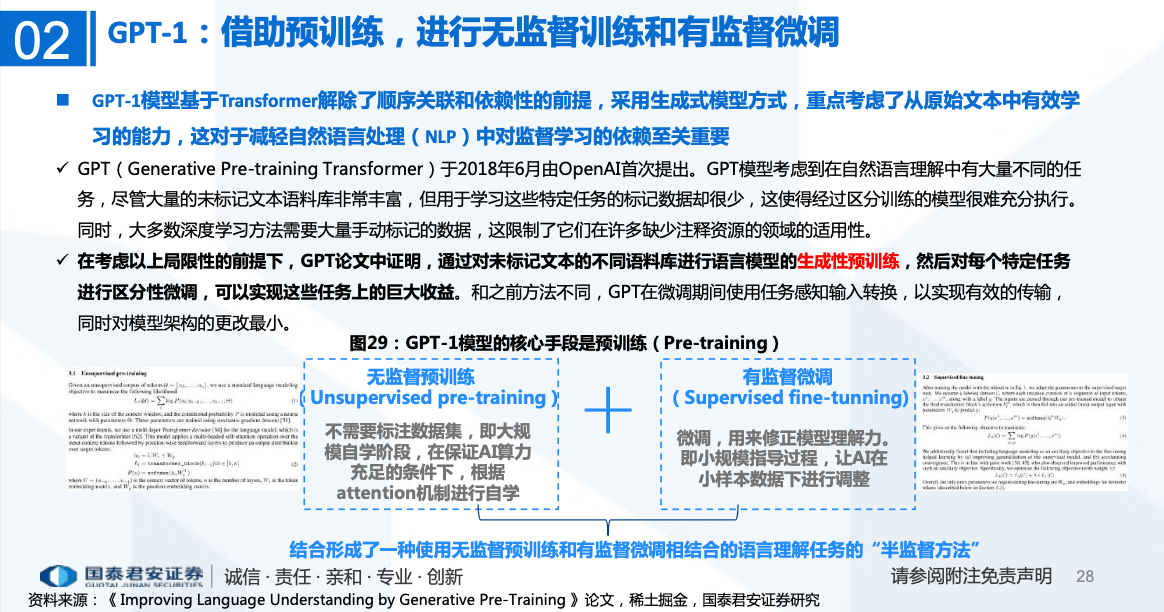 02
GPT-1：借助预训练，进行无监督训练和有监督微调
GPT-1模型基于Transformer解除了顺序关联和依赖性的前提，采用生成式模型方式，重点考虑了从原始文本中有效学
习的能力，这对于减轻自然语言处理（NLP）中对监督学习的依赖至关重要
✓ GPT（Generative Pre-training Transformer）于2018年6月由OpenAI首次提出。GPT模型考虑到在自然语言理解中有大量不同的任
务，尽管大量的未标记文本语料库非常丰富，但用于学习这些特定任务的标记数据却很少，这使得经过区分训练的模型很难充分执行。
同时，大多数深度学习方法需要大量手动标记的数据，这限制了它们在许多缺少注释资源的领域的适用性。
✓ 在考虑以上局限性的前提下，GPT论文中证明，通过对未标记文本的不同语料库进行语言模型的生成性预训练，然后对每个特定任务
进行区分性微调，可以实现这些任务上的巨大收益。和之前方法不同，GPT在微调期间使用任务感知输入转换，以实现有效的传输，
同时对模型架构的更改最小。
图29：GPT-1模型的核心手段是预训练（Pre-training）
3.1 Unsupervised pre-training
无监督预训练
（Unsupervised pre-training）
不需要标注数据集，即大规
模自学阶段，在保证AI算力
充足的条件下，根据
attention机制进行自学
有监督微调
（Supervised fine-tunning）
微调，用来修正模型理解力。
即小规模指导过程，让AI在
小样本数据下进行调整
3.2 Supervised fine-tuning
结合形成了一种使用无监督预训练和有监督微调相结合的语言理解任务的“半监督方法”
国泰君安证券
GUOTAI JUNAN SECURITIES
诚信 · 责任 · 亲和 · 专业 · 创新
请参阅附注免责声明
28
资料来源：《 Improving Language Understanding by Generative Pre-Training 》论文，稀土掘金，国泰君安证券研究